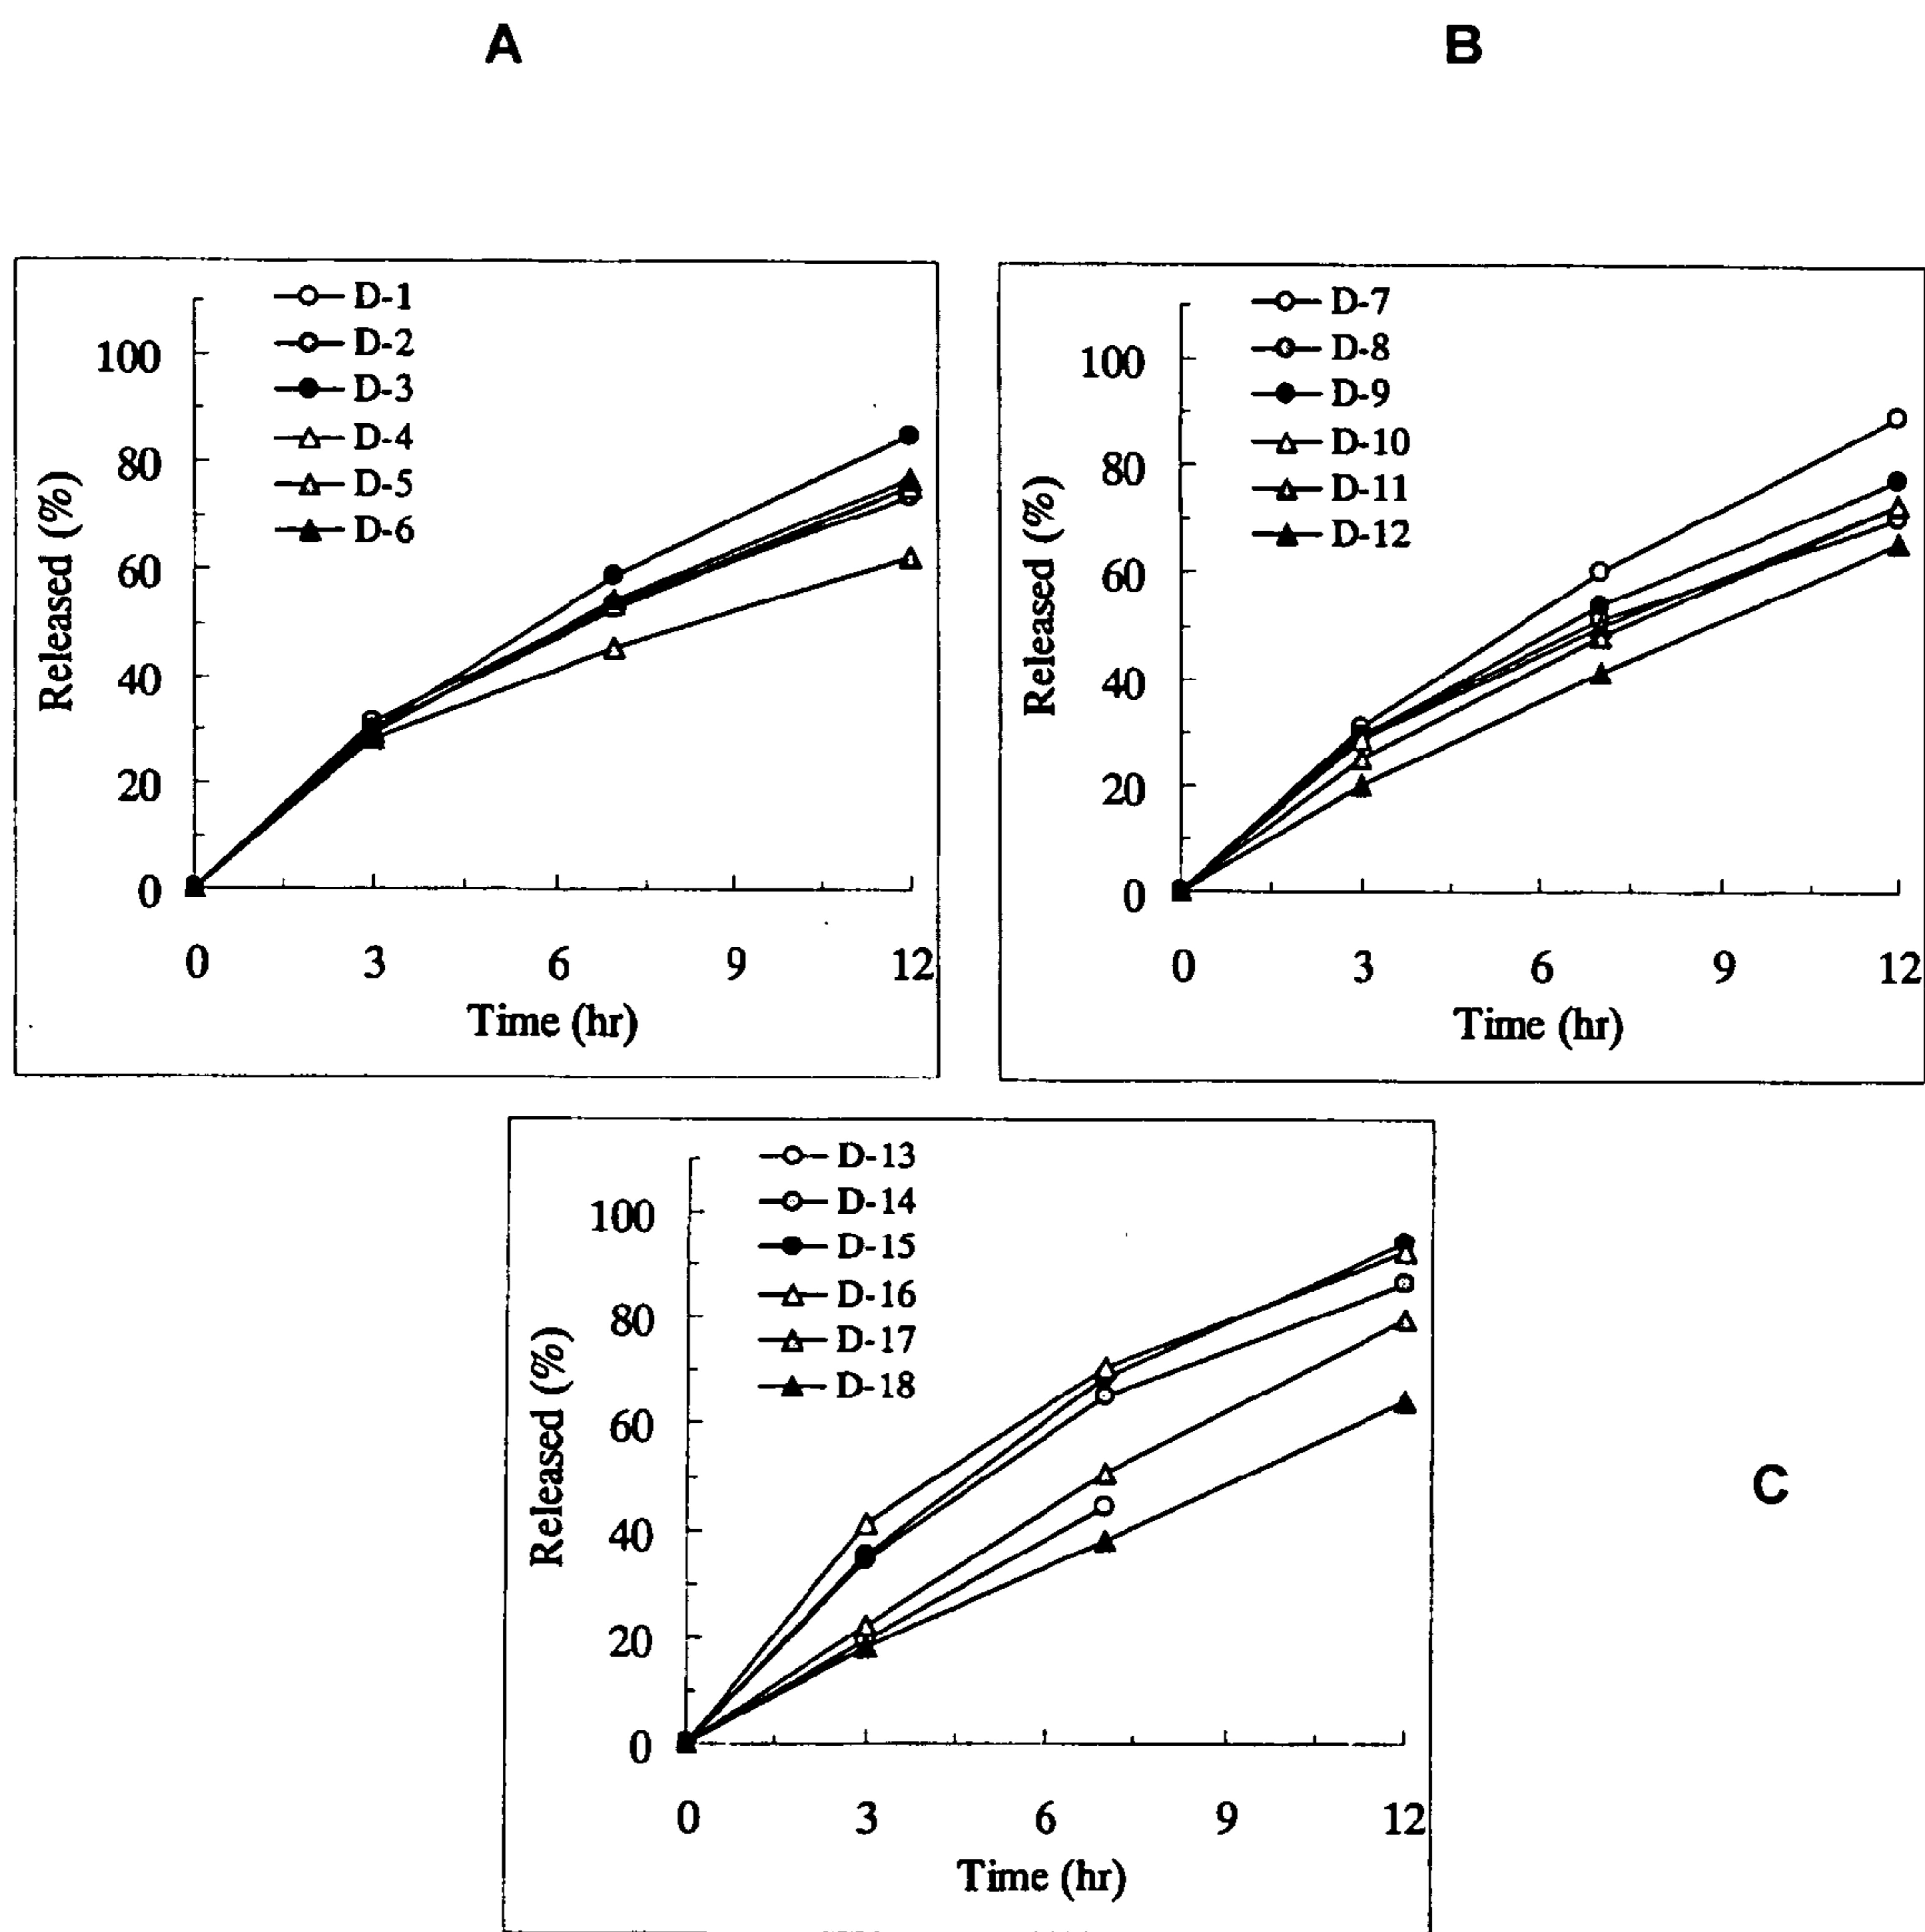 A
B
D-1
D-2
D-3
D-4
D-5
D-6
100
80
60
40
20
0
Released (%)
0 3 6 9 12
Time (hr)
D-7
D-8
D-9
D-10
D-11
D-12
100
80
60
40
20
0
Released (%)
0 3 6 9 12
Time (hr)
D-13
D-14
D-15
D-16
D-17
D-18
100
80
60
40
20
0
Released (%)
0 3 6 9 12
Time (hr)
C